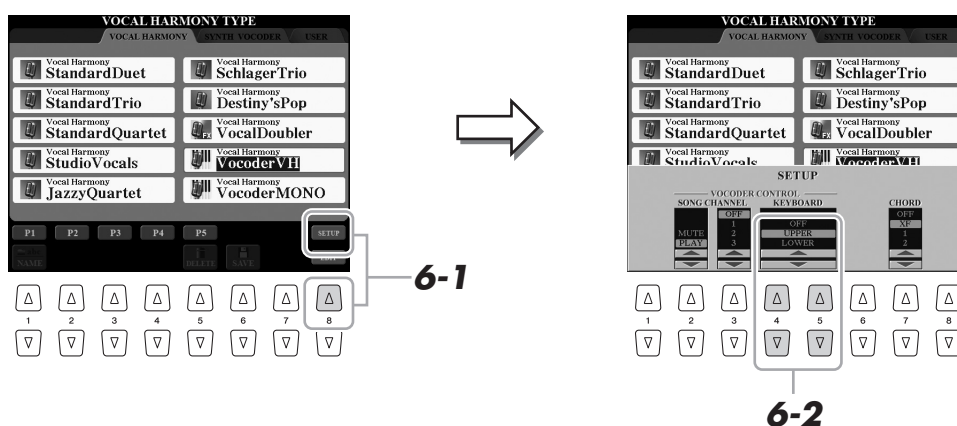 VOCAL HARMONY TYPE
VOCAL HARMONY SYNTH VOCODER USER
Vocal Harmony
StandardDuet
Vocal Harmony
SchlagerTrio
Vocal Harmony
StandardTrio
Vocal Harmony
Destiny'sPop
Vocal Harmony
StandardQuartet
Vocal Harmony
FX VocalDoubler
Vocal Harmony
StudioVocals
Vocal Harmony
VocoderVH
Vocal Harmony
JazzyQuartet
Vocal Harmony
VocoderMONO
P1 P2 P3 P4 P5 SETUP
NAME DELETE SAVE EDIT
1 2 3 4 5 6 7 8
6-1
VOCAL HARMONY TYPE
VOCAL HARMONY SYNTH VOCODER USER
Vocal Harmony
StandardDuet
Vocal Harmony
SchlagerTrio
Vocal Harmony
StandardTrio
Vocal Harmony
Destiny'sPop
Vocal Harmony
StandardQuartet
Vocal Harmony
FX VocalDoubler
Vocal Harmony
StudioVocals
Vocal Harmony
VocoderVH
SETUP
VOCODER CONTROL
SONG CHANNEL KEYBOARD CHORD
OFF OFF
1 OFF XF
MUTE 2 UPPER 1
PLAY 3 LOWER 2
1 2 3 4 5 6 7 8
6-2